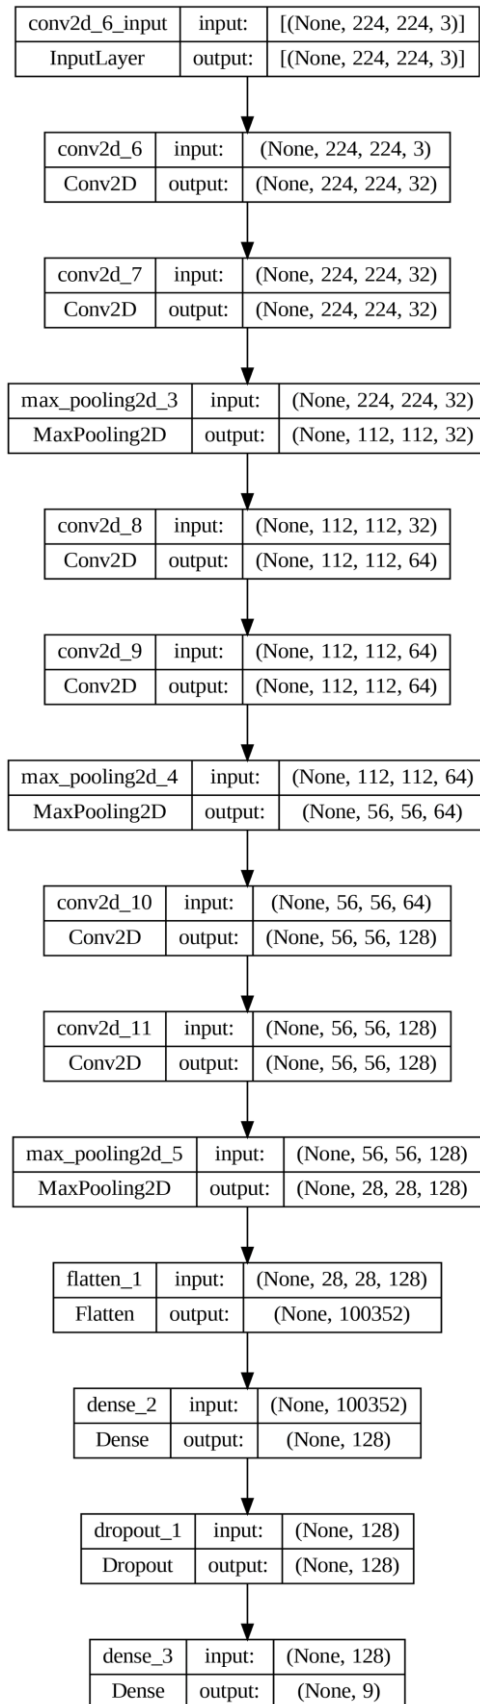 conv2d_6_input input: [(None, 224, 224, 3)]
InputLayer output: [(None, 224, 224, 3)]
conv2d_6 input: (None, 224, 224, 3)
Conv2D output: (None, 224, 224, 32)
conv2d_7 input: (None, 224, 224, 32)
Conv2D output: (None, 224, 224, 32)
max_pooling2d_3 input: (None, 224, 224, 32)
MaxPooling2D output: (None, 112, 112, 32)
conv2d_8 input: (None, 112, 112, 32)
Conv2D output: (None, 112, 112, 64)
conv2d_9 input: (None, 112, 112, 64)
Conv2D output: (None, 112, 112, 64)
max_pooling2d_4 input: (None, 112, 112, 64)
MaxPooling2D output: (None, 56, 56, 64)
conv2d_10 input: (None, 56, 56, 64)
Conv2D output: (None, 56, 56, 128)
conv2d_11 input: (None, 56, 56, 128)
Conv2D output: (None, 56, 56, 128)
max_pooling2d_5 input: (None, 56, 56, 128)
MaxPooling2D output: (None, 28, 28, 128)
flatten_1 input: (None, 28, 28, 128)
Flatten output: (None, 100352)
dense_2 input: (None, 100352)
Dense output: (None, 128)
dropout_1 input: (None, 128)
Dropout output: (None, 128)
dense_3 input: (None, 128)
Dense output: (None, 9)